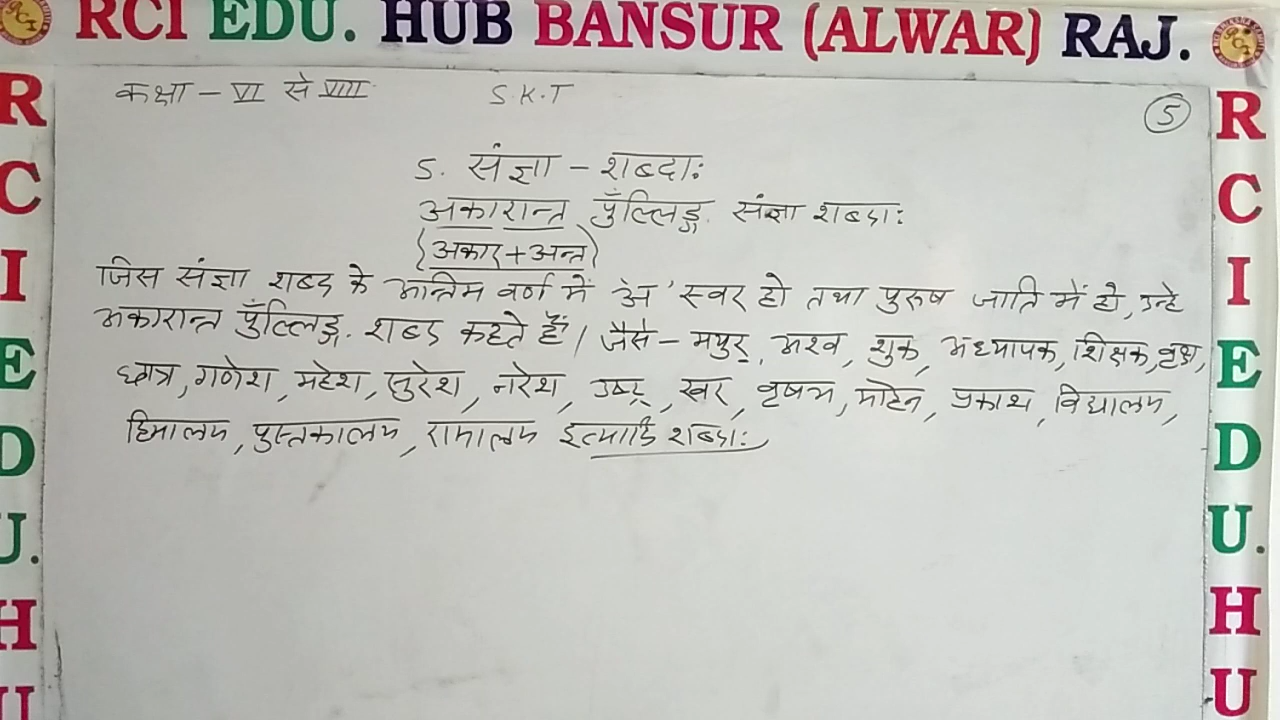 RCI EDU. HUB BANSUR (ALWAR) RAJ.
कक्षा - VI से VIII S.K.T 5
5. संज्ञा - शब्दाः
अकारान्त पुँल्लिङ्ग संज्ञा शब्दाः
(अकार + अन्त)
जिस संज्ञा शब्द के अन्तिम वर्ण में 'अ' स्वर हो तथा पुरूष जाति में हो, उन्हे
अकारान्त पुँल्लिङ्ग शब्द कहते हैं। जैसे - मयुर, अश्व, शुक, अध्यापक, शिक्षक, वृक्ष,
छात्र, गणेश, महेश, सुरेश, नरेश, उष्ट्र, खर, वृषभ, मोहन, प्रकाश, विद्यालय,
हिमालय, पुस्तकालय, रामालय इत्यादि शब्दाः
R
C
I
E
D
U.
H
U
R
C
I
E
D
U.
H
U